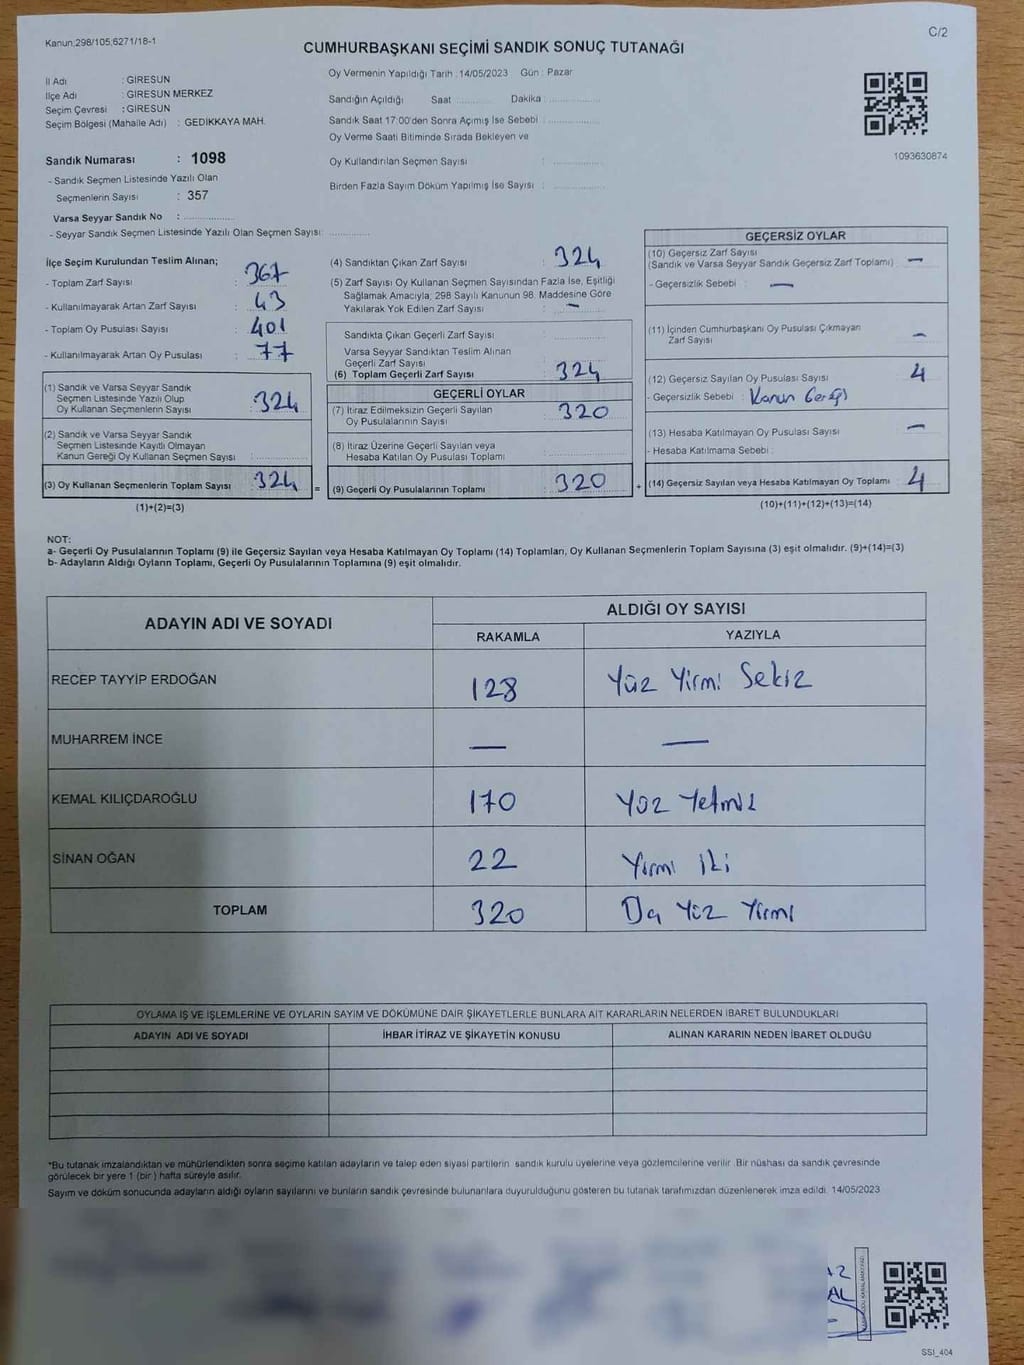 Kanun,298/105,6271/18-1
C/2
CUMHURBAŞKANI SEÇİMİ SANDIK SONUÇ TUTANAĞI
İl Adı : GİRESUN
İlçe Adı : GİRESUN MERKEZ
Seçim Çevresi : GİRESUN
Seçim Bölgesi (Mahalle Adı) : GEDİKKAYA MAH.
Oy Vermenin Yapıldığı Tarih : 14/05/2023 Gün : Pazar
Sandığın Açıldığı Saat ........... Dakika ...............
Sandık Saat 17:00'den Sonra Açımış İse Sebebi : ...............
Oy Verme Saati Bitiminde Sırada Bekleyen ve
Oy Kullandırılan Seçmen Sayısı : ...............
Birden Fazla Sayım Döküm Yapılmış İse Sayısı : ...............
1093630874
Sandık Numarası : 1098
- Sandık Seçmen Listesinde Yazılı Olan
Seçmenlerin Sayısı : 357
Varsa Seyyar Sandık No : ...............
- Seyyar Sandık Seçmen Listesinde Yazılı Olan Seçmen Sayısı: ............
İlçe Seçim Kurulundan Teslim Alınan;
- Toplam Zarf Sayısı : 367
- Kullanılmayarak Artan Zarf Sayısı : 43
- Toplam Oy Pusulası Sayısı : 401
- Kullanılmayarak Artan Oy Pusulası : 77
(1) Sandık ve Varsa Seyyar Sandık
Seçmen Listesinde Yazılı Olup
Oy Kullanan Seçmenlerin Sayısı : 324
(2) Sandık ve Varsa Seyyar Sandık
Seçmen Listesinde Kayıtlı Olmayan
Kanun Gereği Oy Kullanan Seçmen Sayısı : ...............
(3) Oy Kullanan Seçmenlerin Toplam Sayısı : 324
(1)+(2)=(3)
(4) Sandıktan Çıkan Zarf Sayısı : 324
(5) Zarf Sayısı Oy Kullanan Seçmen Sayısından Fazla İse, Eşitliği
Sağlamak Amacıyla; 298 Sayılı Kanunun 98. Maddesine Göre
Yakılarak Yok Edilen Zarf Sayısı : —
Sandıkta Çıkan Geçerli Zarf Sayısı : ...............
Varsa Seyyar Sandıktan Teslim Alınan
Geçerli Zarf Sayısı
(6) Toplam Geçerli Zarf Sayısı : 324
GEÇERLİ OYLAR
(7) İtiraz Edilmeksizin Geçerli Sayılan
Oy Pusulalarının Sayısı : 320
(8) İtiraz Üzerine Geçerli Sayılan veya
Hesaba Katılan Oy Pusulası Toplamı : ...............
= (9) Geçerli Oy Pusulalarının Toplamı : 320 +
GEÇERSİZ OYLAR
(10) Geçersiz Zarf Sayısı
(Sandık ve Varsa Seyyar Sandık Geçersiz Zarf Toplamı) : —
- Geçersizlik Sebebi : —
(11) İçinden Cumhurbaşkanı Oy Pusulası Çıkmayan
Zarf Sayısı : —
(12) Geçersiz Sayılan Oy Pusulası Sayısı : 4
- Geçersizlik Sebebi : Kanun Gereği
(13) Hesaba Katılmayan Oy Pusulası Sayısı : —
- Hesaba Katılmama Sebebi :
(14) Geçersiz Sayılan veya Hesaba Katılmayan Oy Toplamı : 4
(10)+(11)+(12)+(13)=(14)
NOT:
a- Geçerli Oy Pusulalarının Toplamı (9) ile Geçersiz Sayılan veya Hesaba Katılmayan Oy Toplamı (14) Toplamları, Oy Kullanan Seçmenlerin Toplam Sayısına (3) eşit olmalıdır. (9)+(14)=(3)
b- Adayların Aldığı Oyların Toplamı, Geçerli Oy Pusulalarının Toplamına (9) eşit olmalıdır.
ADAYIN ADI VE SOYADI
ALDIĞI OY SAYISI
RAKAMLA YAZIYLA
RECEP TAYYİP ERDOĞAN 128 Yüz Yirmi Sekiz
MUHARREM İNCE — —
KEMAL KILIÇDAROĞLU 170 Yüz Yetmiş
SİNAN OĞAN 22 Yirmi iki
TOPLAM 320 Üç Yüz Yirmi
OYLAMA İŞ VE İŞLEMLERİNE VE OYLARIN SAYIM VE DÖKÜMÜNE DAİR ŞİKAYETLERLE BUNLARA AİT KARARLARIN NELERDEN İBARET BULUNDUKLARI
ADAYIN ADI VE SOYADI İHBAR İTİRAZ VE ŞİKAYETİN KONUSU ALINAN KARARIN NEDEN İBARET OLDUĞU
*Bu tutanak imzalandıktan ve mühürlendikten sonra seçime katılan adayların ve talep eden siyasi partilerin sandık kurulu üyelerine veya gözlemcilerine verilir. Bir nüshası da sandık çevresinde
görülecek bir yere 1 (bir) hafta süreyle asılır.
Sayım ve döküm sonucunda adayların aldığı oyların sayılarını ve bunların sandık çevresinde bulunanlara duyurulduğunu gösteren bu tutanak tarafımızdan düzenlenerek imza edildi. 14/05/2023
SSI_404